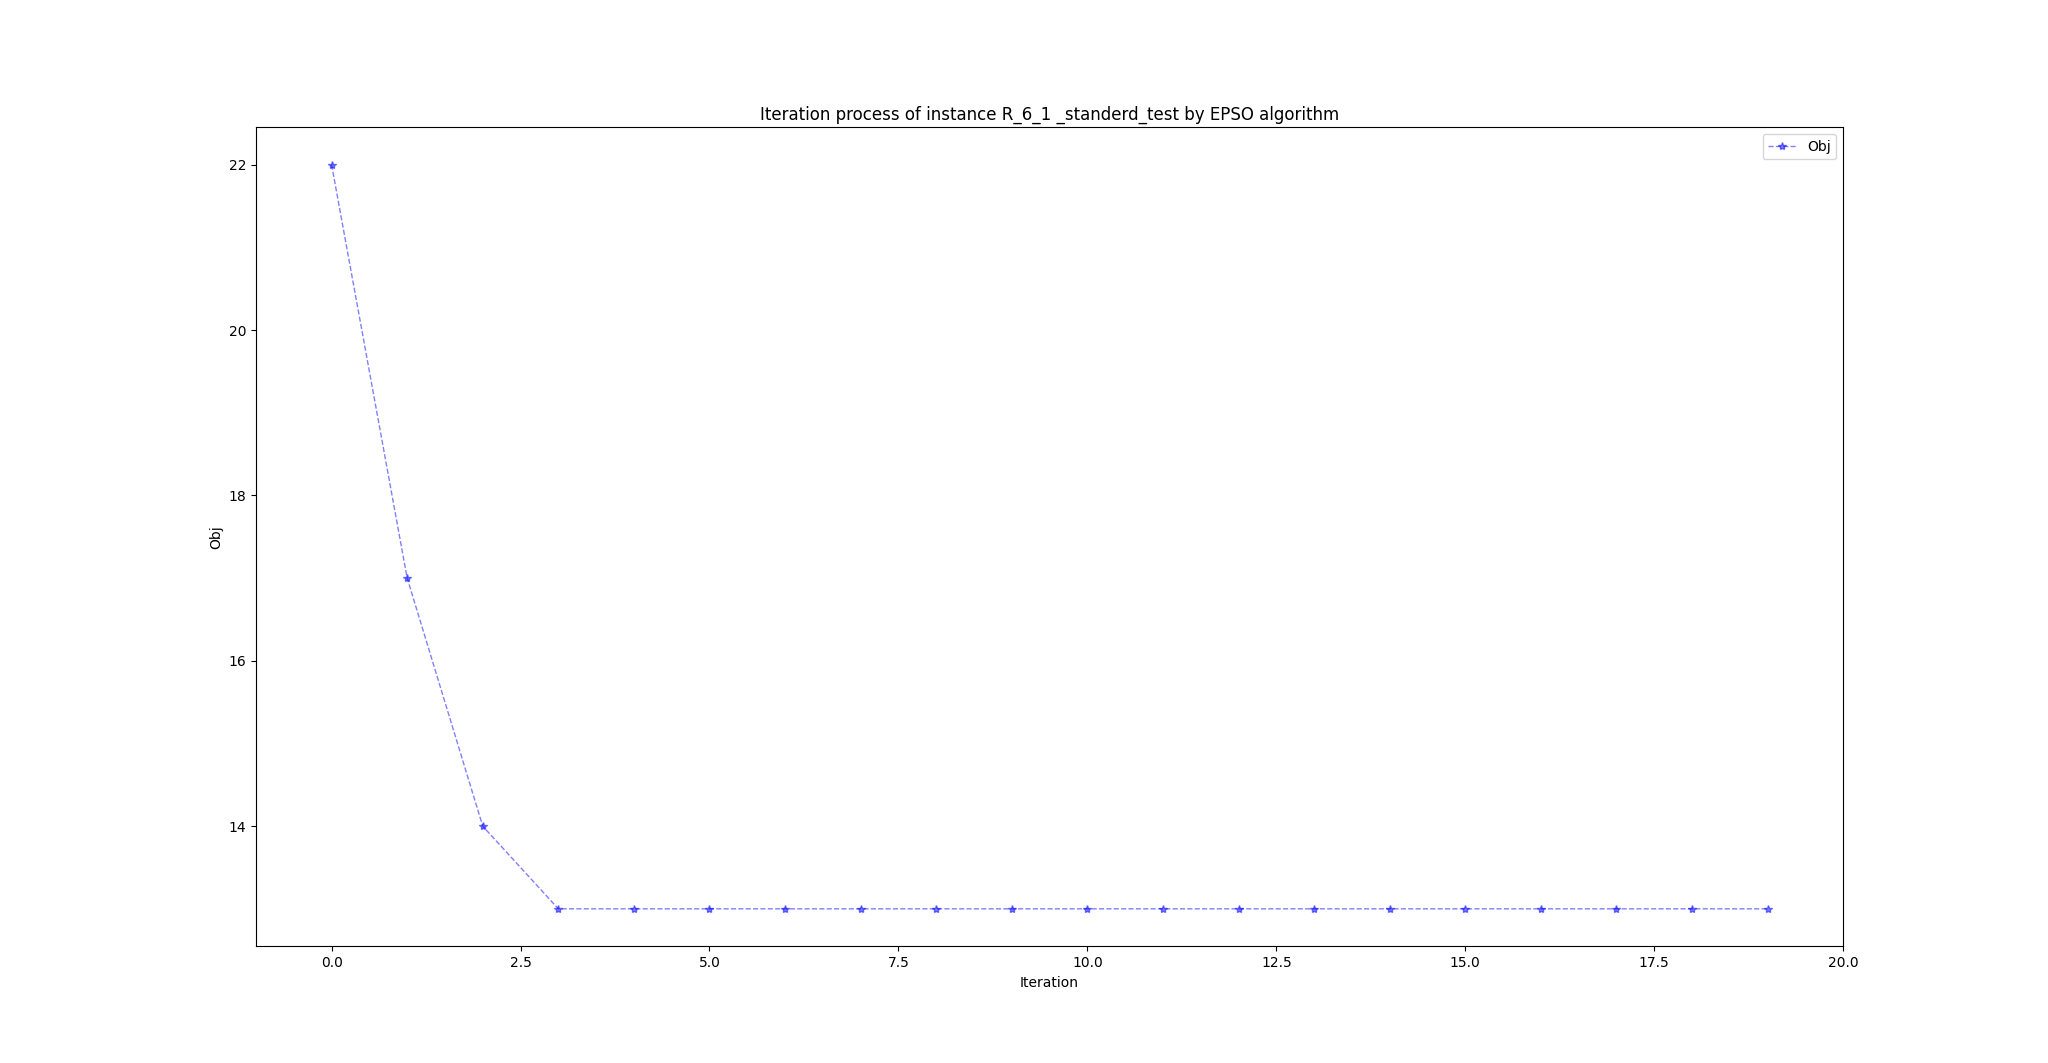 Iteration process of instance R_6_1 _standerd_test by EPSO algorithm
Obj
22
20
18
16
14
Obj
0.0 2.5 5.0 7.5 10.0 12.5 15.0 17.5 20.0
Iteration